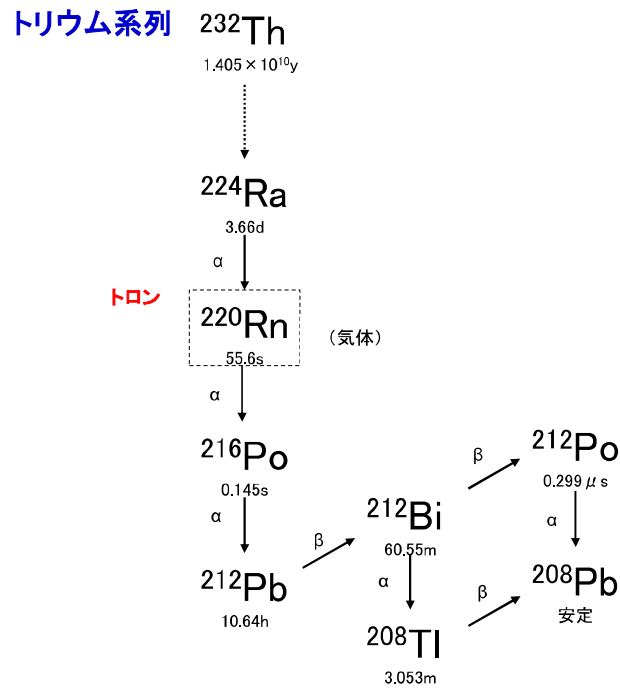 トリウム系列
²³²Th
1.405×10¹⁰y
²²⁴Ra
3.66d
α
トロン
²²⁰Rn
55.6s
(気体)
α
²¹⁶Po
0.145s
α
²¹²Pb
10.64h
β
²¹²Bi
60.55m
β
²¹²Po
0.299μs
α
α
²⁰⁸Tl
3.053m
β
²⁰⁸Pb
安定